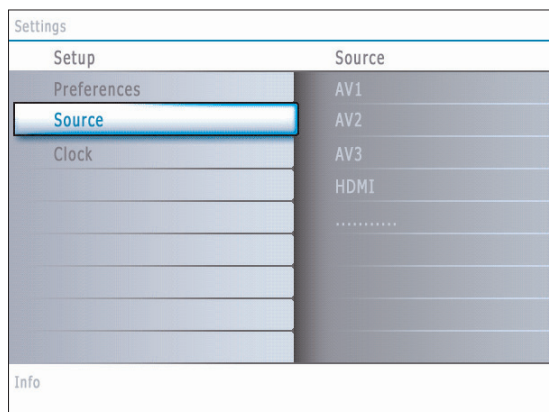 Settings
Setup
Preferences
Source
Clock
Source
AV1
AV2
AV3
HDMI
...........
Info